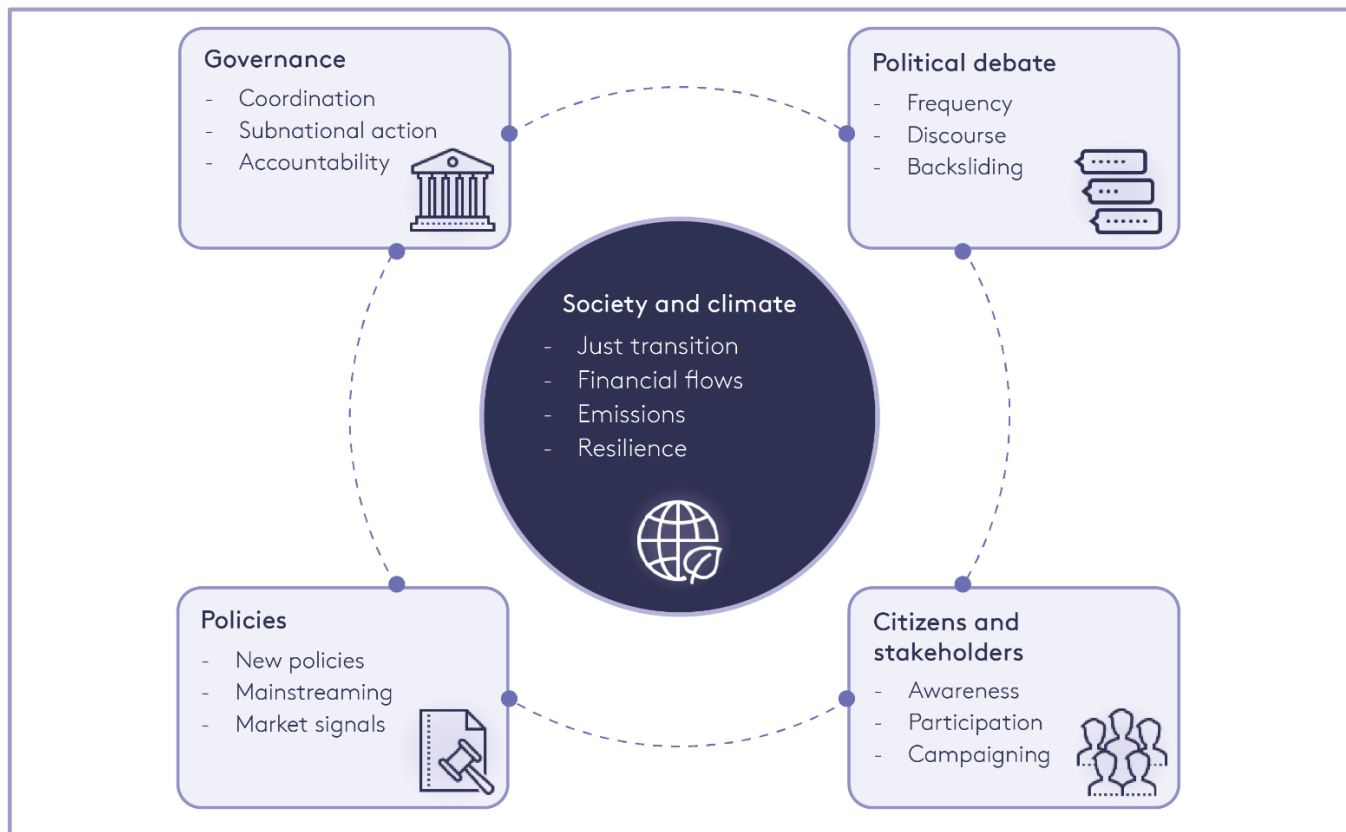 Governance
- Coordination
- Subnational action
- Accountability
Political debate
- Frequency
- Discourse
- Backsliding
Society and climate
- Just transition
- Financial flows
- Emissions
- Resilience
Policies
- New policies
- Mainstreaming
- Market signals
Citizens and
stakeholders
- Awareness
- Participation
- Campaigning